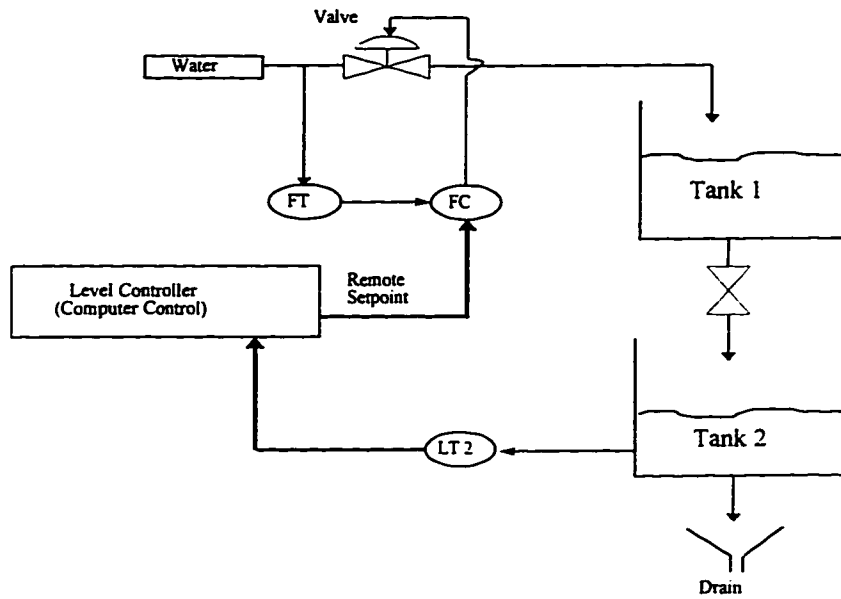 Valve
Water
Tank 1
FT
FC
Level Controller
(Computer Control)
Remote
Setpoint
Tank 2
LT 2
Drain